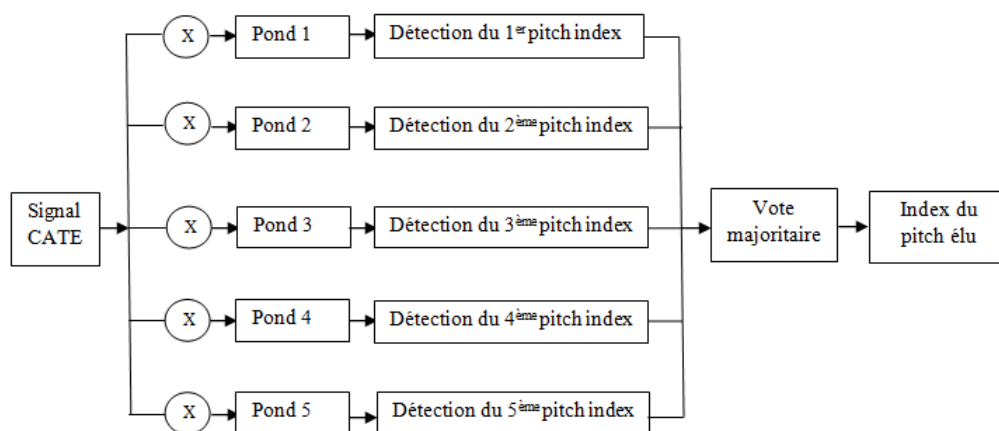 X
Pond 1
Détection du 1er pitch index
X
Pond 2
Détection du 2ème pitch index
Signal
CATE
X
Pond 3
Détection du 3ème pitch index
Vote
majoritaire
Index du
pitch élu
X
Pond 4
Détection du 4ème pitch index
X
Pond 5
Détection du 5ème pitch index